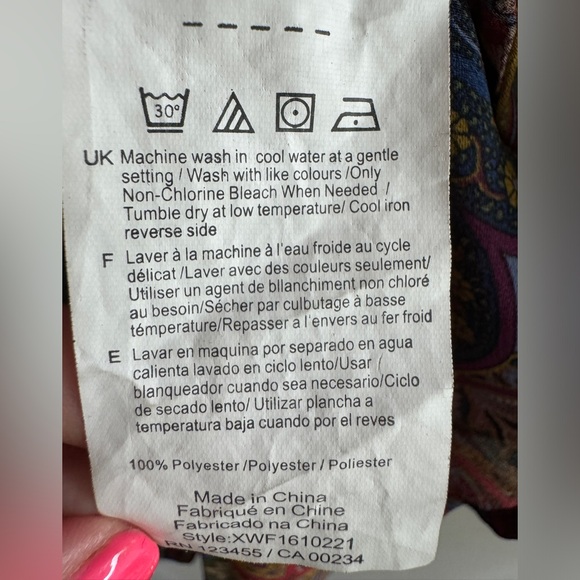 30°
UK Machine wash in cool water at a gentle
setting / Wash with like colours /Only
Non-Chlorine Bleach When Needed /
Tumble dry at low temperature/ Cool iron
reverse side
F Laver à la machine à l'eau froide au cycle
délicat /Laver avec des couleurs seulement/
Utiliser un agent de bllanchiment non chloré
au besoin/Sécher par culbutage à basse
témpérature/Repasser a l'envers au fer froid
E Lavar en maquina por separado en agua
calienta lavado en ciclo lento/Usar /
blanqueador cuando sea necesario/Ciclo
de secado lento/ Utilizar plancha a
temperatura baja cuando por el reves
100% Polyester /Polyester / Poliester
Made in China
Fabriqué en Chine
Fabricado na China
Style:XWF1610221
RN 123455 / CA 00234